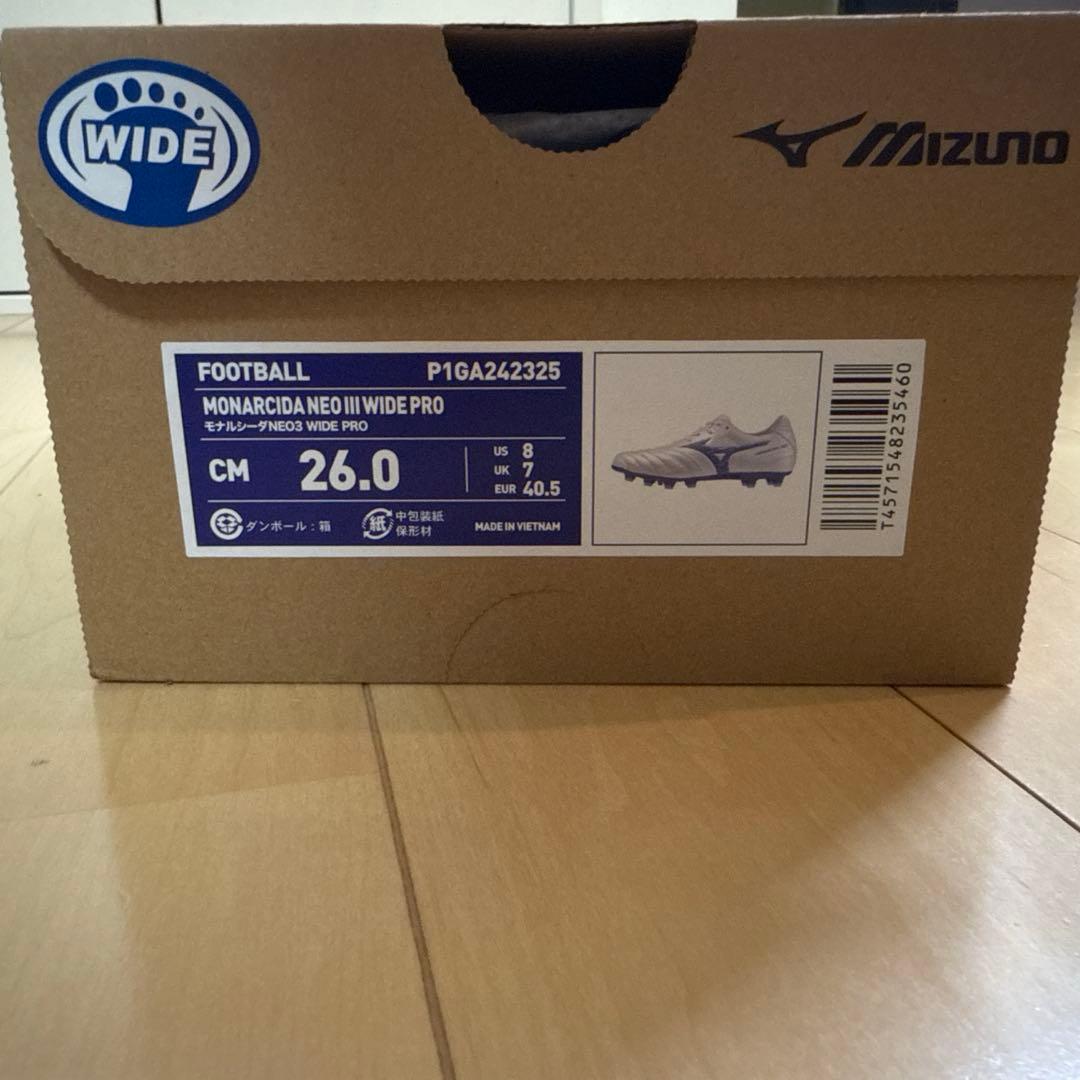 WIDE
MIZUNO
FOOTBALL P1GA242325
MONARCIDA NEO III WIDE PRO
モナルシーダNEO3 WIDE PRO
CM 26.0
US 8
UK 7
EUR 40.5
ダンボール：箱
紙 中包装紙
保形材
MADE IN VIETNAM
T457154823546​0